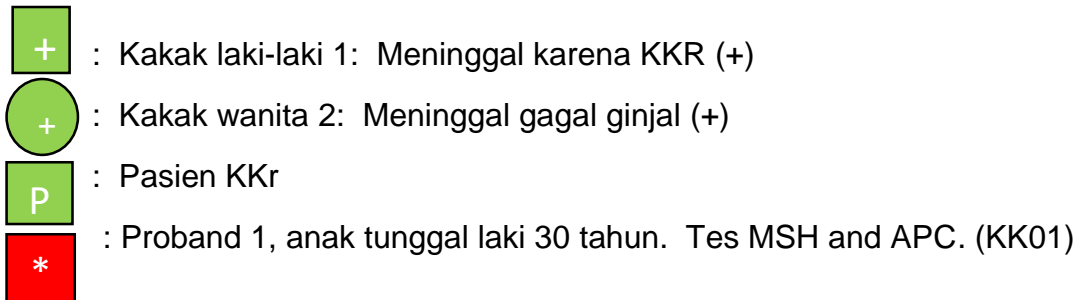 + : Kakak laki-laki 1: Meninggal karena KKR (+)
+ : Kakak wanita 2: Meninggal gagal ginjal (+)
P : Pasien KKr
* : Proband 1, anak tunggal laki 30 tahun. Tes MSH and APC. (KK01)